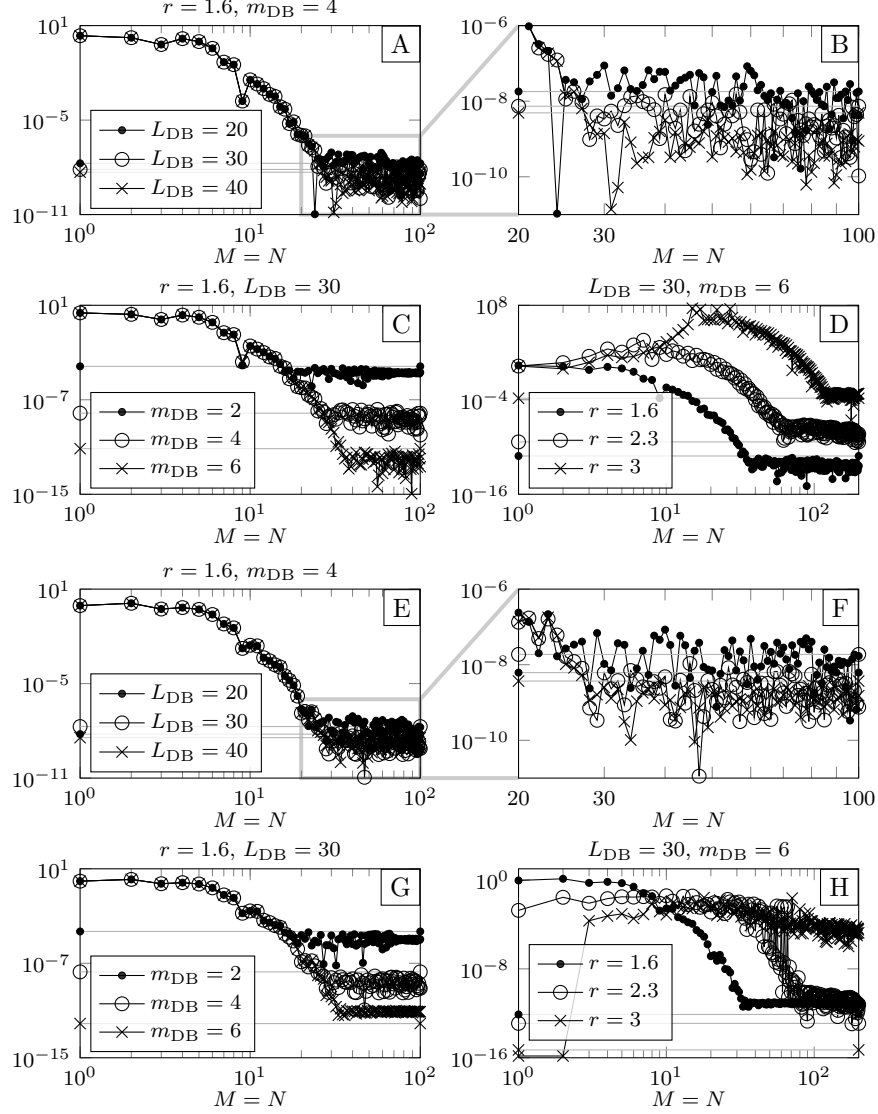 r = 1.6, m_DB = 4
A
10^1
10^−5
10^−11
L_DB = 20
L_DB = 30
L_DB = 40
10^0 10^1 10^2
M = N
B
10^−6
10^−8
10^−10
20 30 100
M = N
r = 1.6, L_DB = 30
C
10^1
10^−7
10^−15
m_DB = 2
m_DB = 4
m_DB = 6
10^0 10^1 10^2
M = N
L_DB = 30, m_DB = 6
D
10^8
10^−4
10^−16
r = 1.6
r = 2.3
r = 3
10^0 10^1 10^2
M = N
r = 1.6, m_DB = 4
E
10^1
10^−5
10^−11
L_DB = 20
L_DB = 30
L_DB = 40
10^0 10^1 10^2
M = N
F
10^−6
10^−8
10^−10
20 30 100
M = N
r = 1.6, L_DB = 30
G
10^1
10^−7
10^−15
m_DB = 2
m_DB = 4
m_DB = 6
10^0 10^1 10^2
M = N
L_DB = 30, m_DB = 6
H
10^0
10^−8
10^−16
r = 1.6
r = 2.3
r = 3
10^0 10^1 10^2
M = N